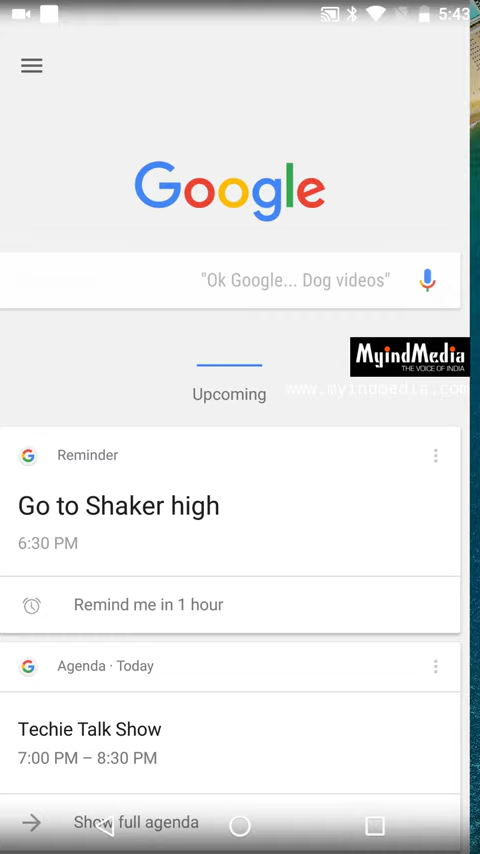 5:43
Google
"Ok Google... Dog videos"
MyindMedia
THE VOICE OF INDIA
www.myindmedia.com
Upcoming
Reminder
Go to Shaker high
6:30 PM
Remind me in 1 hour
Agenda · Today
Techie Talk Show
7:00 PM – 8:30 PM
Show full agenda